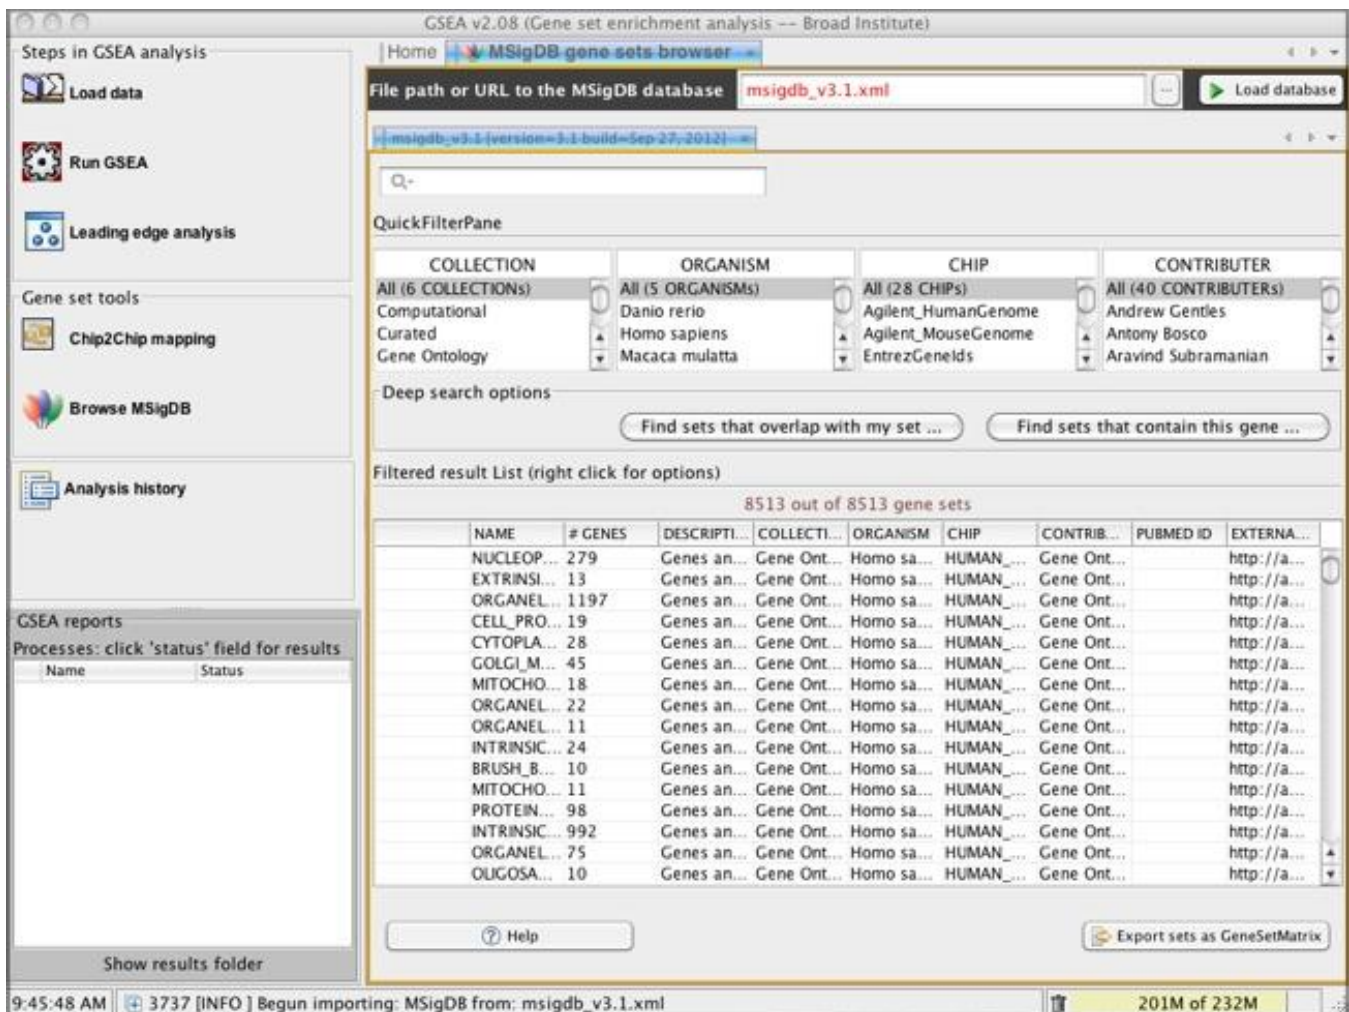 GSEA v2.08 (Gene set enrichment analysis -- Broad Institute)
Steps in GSEA analysis
Load data
Run GSEA
Leading edge analysis
Gene set tools
Chip2Chip mapping
Browse MSigDB
Analysis history
GSEA reports
Processes: click 'status' field for results
Name Status
Show results folder
Home MSigDB gene sets browser
File path or URL to the MSigDB database msigdb_v3.1.xml ... Load database
msigdb_v3.1 [version=3.1 build=Sep 27, 2012]
QuickFilterPane
COLLECTION ORGANISM CHIP CONTRIBUTER
All (6 COLLECTIONs) All (5 ORGANISMs) All (28 CHIPs) All (40 CONTRIBUTERs)
Computational Danio rerio Agilent_HumanGenome Andrew Gentles
Curated Homo sapiens Agilent_MouseGenome Antony Bosco
Gene Ontology Macaca mulatta EntrezGeneIds Aravind Subramanian
Deep search options
Find sets that overlap with my set ... Find sets that contain this gene ...
Filtered result List (right click for options)
8513 out of 8513 gene sets
NAME # GENES DESCRIPTI... COLLECTI... ORGANISM CHIP CONTRIB... PUBMED ID EXTERNA...
NUCLEOP... 279 Genes an... Gene Ont... Homo sa... HUMAN_... Gene Ont... http://a...
EXTRINSI... 13 Genes an... Gene Ont... Homo sa... HUMAN_... Gene Ont... http://a...
ORGANEL... 1197 Genes an... Gene Ont... Homo sa... HUMAN_... Gene Ont... http://a...
CELL_PRO... 19 Genes an... Gene Ont... Homo sa... HUMAN_... Gene Ont... http://a...
CYTOPLA... 28 Genes an... Gene Ont... Homo sa... HUMAN_... Gene Ont... http://a...
GOLGI_M... 45 Genes an... Gene Ont... Homo sa... HUMAN_... Gene Ont... http://a...
MITOCHO... 18 Genes an... Gene Ont... Homo sa... HUMAN_... Gene Ont... http://a...
ORGANEL... 22 Genes an... Gene Ont... Homo sa... HUMAN_... Gene Ont... http://a...
ORGANEL... 11 Genes an... Gene Ont... Homo sa... HUMAN_... Gene Ont... http://a...
INTRINSIC... 24 Genes an... Gene Ont... Homo sa... HUMAN_... Gene Ont... http://a...
BRUSH_B... 10 Genes an... Gene Ont... Homo sa... HUMAN_... Gene Ont... http://a...
MITOCHO... 11 Genes an... Gene Ont... Homo sa... HUMAN_... Gene Ont... http://a...
PROTEIN... 98 Genes an... Gene Ont... Homo sa... HUMAN_... Gene Ont... http://a...
INTRINSIC... 992 Genes an... Gene Ont... Homo sa... HUMAN_... Gene Ont... http://a...
ORGANEL... 75 Genes an... Gene Ont... Homo sa... HUMAN_... Gene Ont... http://a...
OLIGOSA... 10 Genes an... Gene Ont... Homo sa... HUMAN_... Gene Ont... http://a...
Help Export sets as GeneSetMatrix
9:45:48 AM 3737 [INFO ] Begun importing: MSigDB from: msigdb_v3.1.xml 201M of 232M